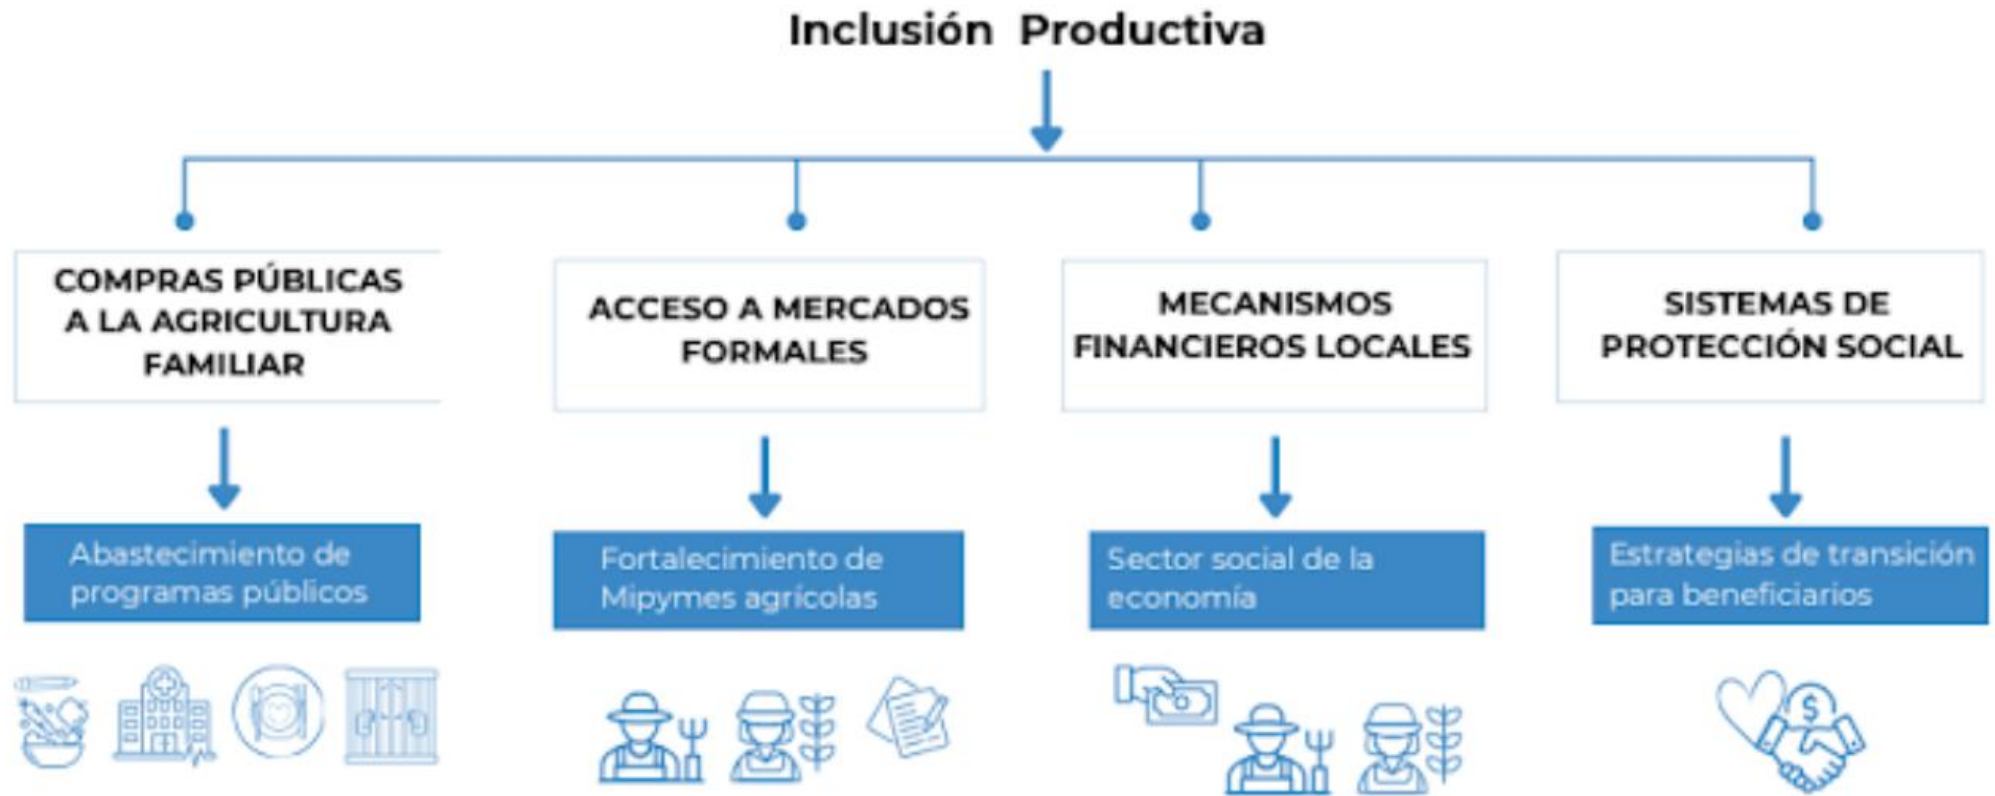 Inclusión Productiva
COMPRAS PÚBLICAS
A LA AGRICULTURA
FAMILIAR
ACCESO A MERCADOS
FORMALES
MECANISMOS
FINANCIEROS LOCALES
SISTEMAS DE
PROTECCIÓN SOCIAL
Abastecimiento de
programas públicos
Fortalecimiento de
Mipymes agrícolas
Sector social de la
economía
Estrategias de transición
para beneficiarios
$